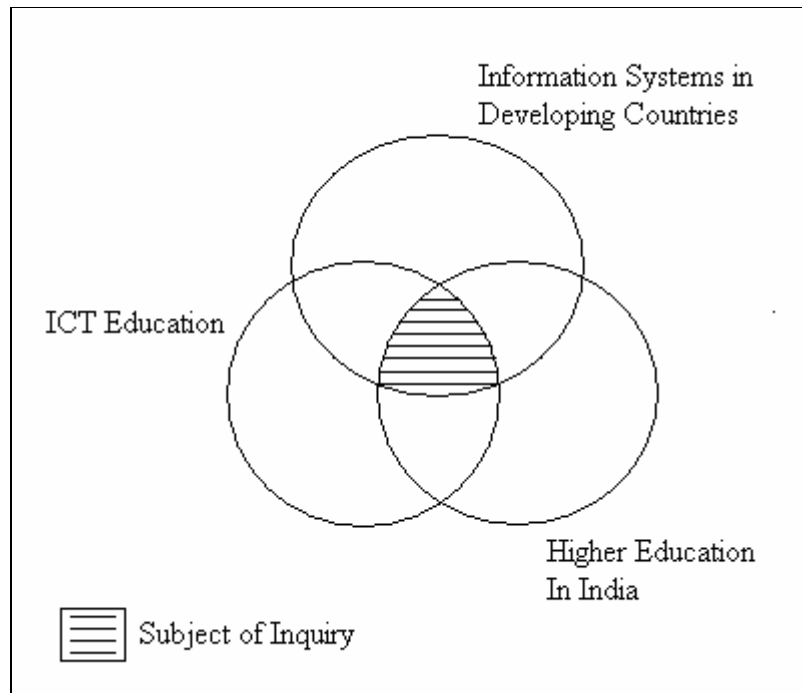 Information Systems in
Developing Countries
ICT Education
Higher Education
In India
Subject of Inquiry